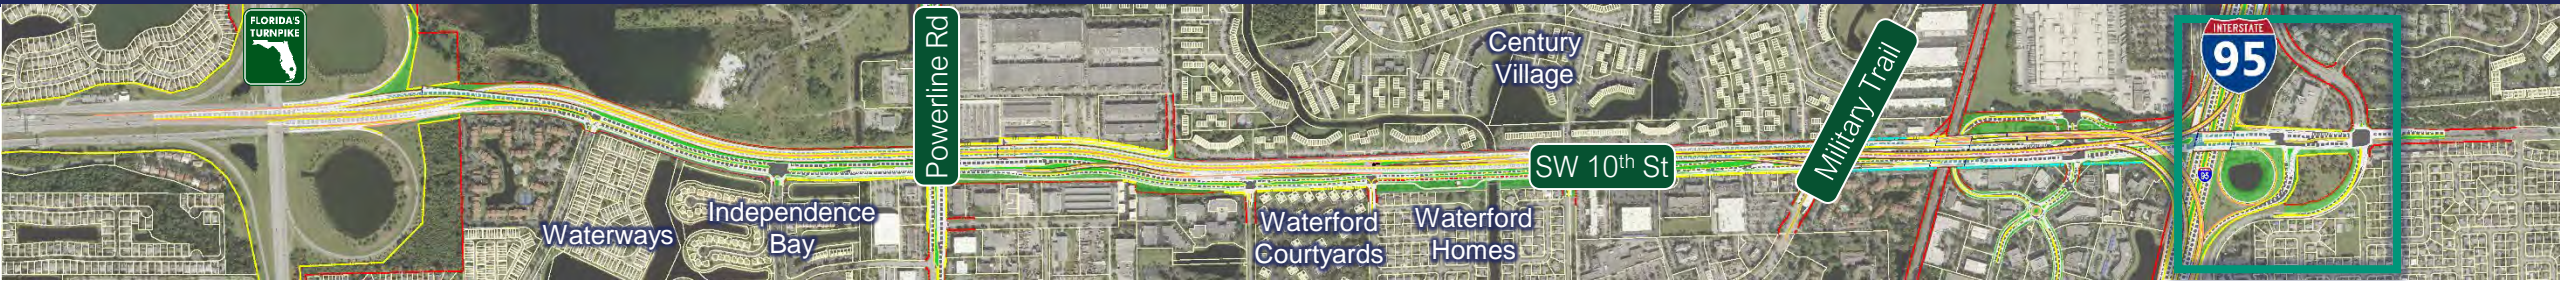 FLORIDA'S
TURNPIKE
Waterways
Independence
Bay
Powerline Rd
Waterford
Courtyards
Waterford
Homes
Century
Village
SW 10th St
Military Trail
INTERSTATE
95
95